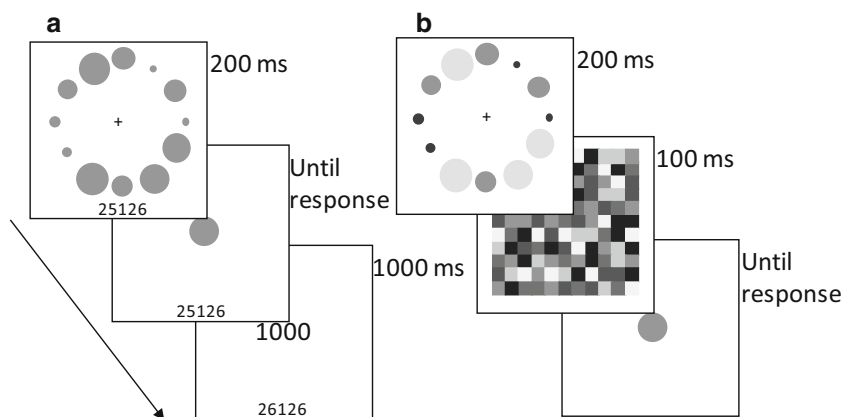 a
200 ms
+
25126
Until
response
25126
1000 ms
1000
26126
b
200 ms
+
100 ms
Until
response